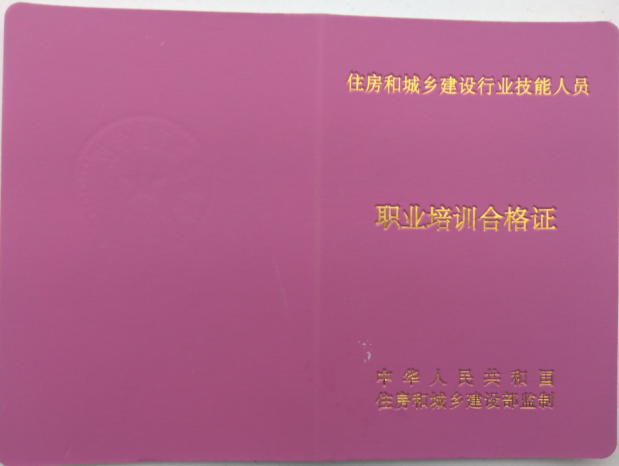 住房和城乡建设行业技能人员
职业培训合格证
中华人民共和国
住房和城乡建设部监制